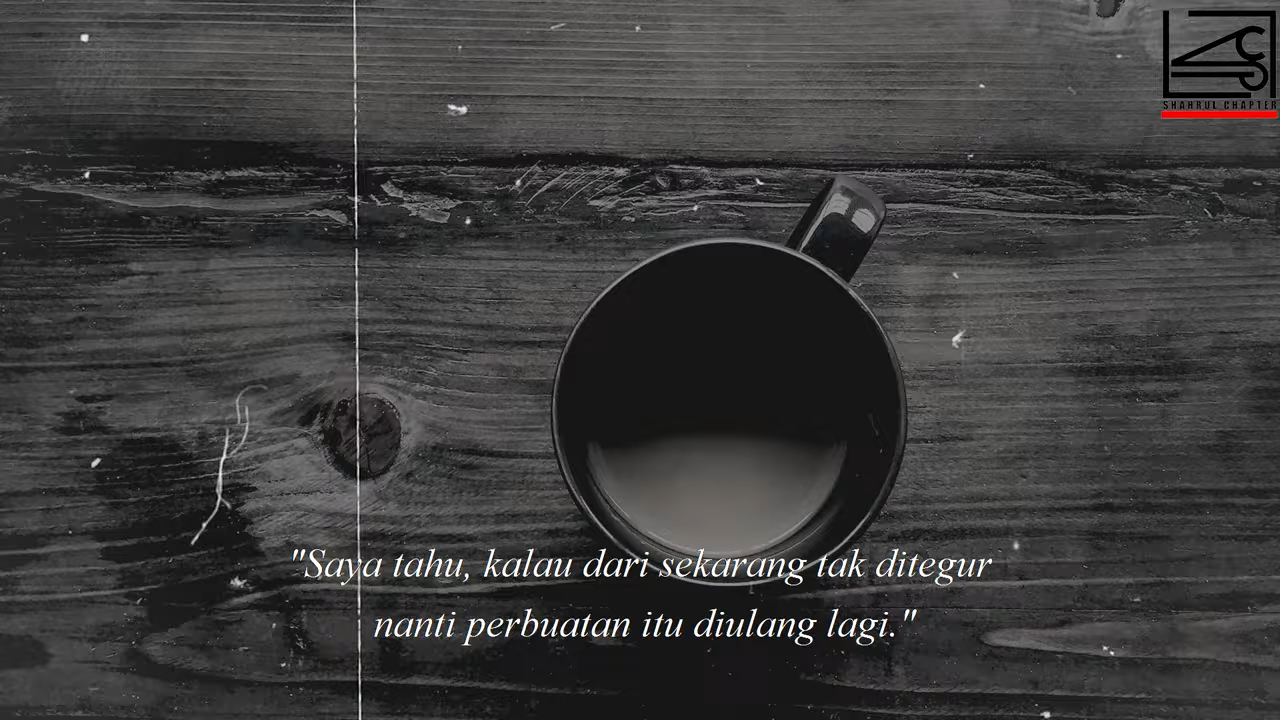 SHAHRUL CHAPTER
"Saya tahu, kalau dari sekarang tak ditegur
nanti perbuatan itu diulang lagi."